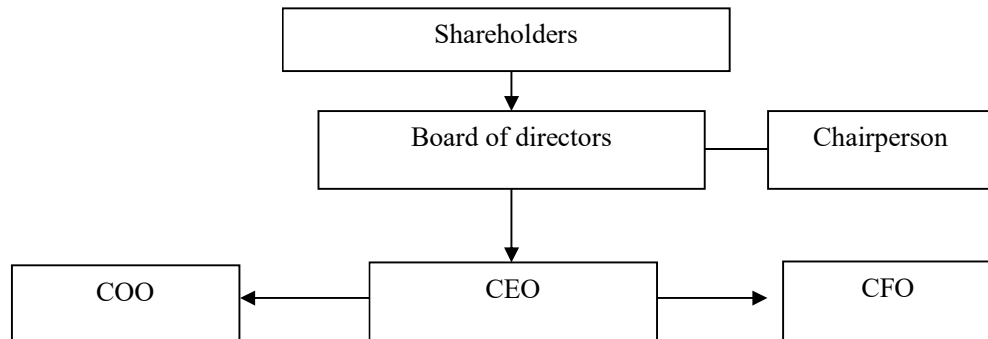 Shareholders
Board of directors
Chairperson
COO
CEO
CFO